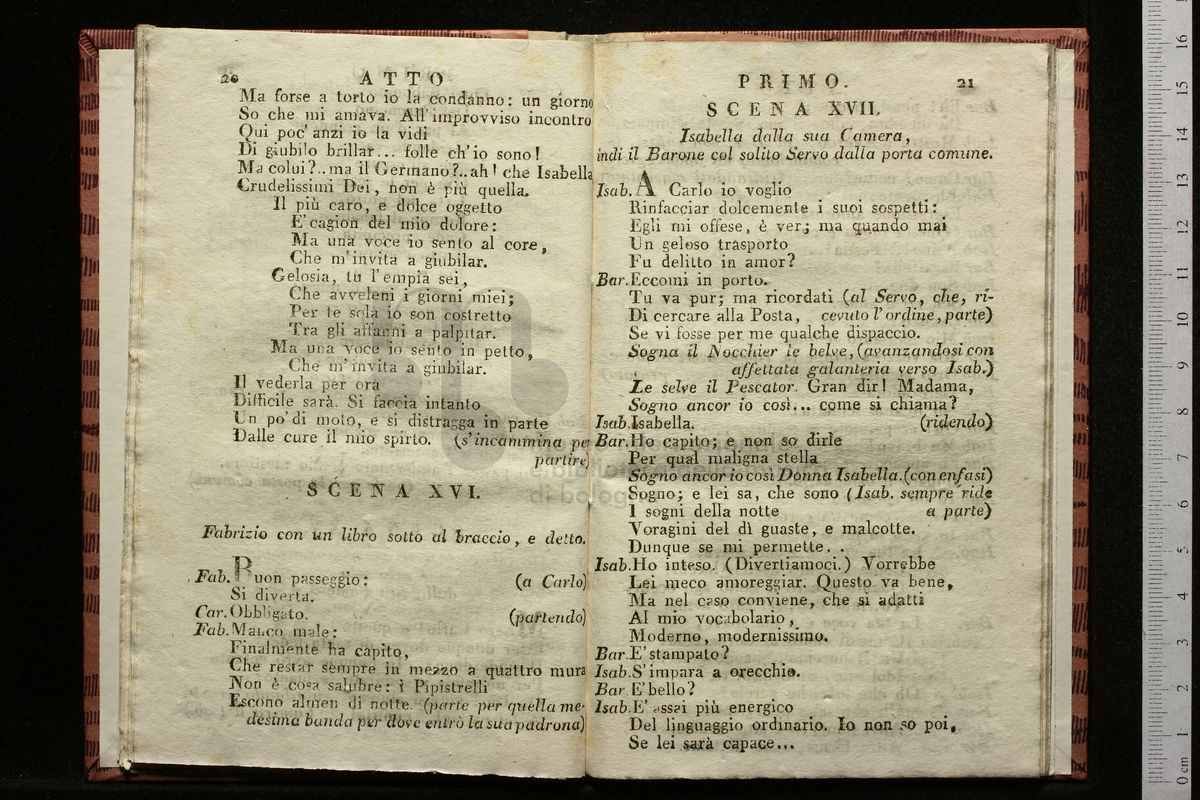 20 ATTO
Ma forse a torto io la condanno: un giorno
So che mi amava. All'improvviso incontro
Qui poc'anzi io la vidi
Di giubilo brillar... folle ch'io sono!
Ma colui?..ma il Germano?..ah! che Isabella
Crudelissimi Dei, non è più quella.
Il più caro, e dolce oggetto
E' cagion del mio dolore:
Ma una voce io sento al core,
Che m'invita a giubilar.
Gelosia, tu l'empia sei,
Che avveleni i giorni miei;
Per te sola io son costretto
Tra gli affanni a palpitar.
Ma una voce io sento in petto,
Che m'invita a giubilar.
Il vederla per ora
Difficile sarà. Si faccia intanto
Un po' di moto, e si distragga in parte
Dalle cure il mio spirto. (s'incammina per
partire)
SCENA XVI.
Fabrizio con un libro sotto al braccio, e detto.
Fab. Buon passeggio: (a Carlo)
Si diverta.
Car. Obbligato. (partendo)
Fab. Manco male:
Finalmente ha capito,
Che restar sempre in mezzo a quattro mura
Non è cosa salubre: i Pipistrelli
Escono almen di notte. (parte per quella me-
desima banda per dove entrò la sua padrona)
PRIMO. 21
SCENA XVII.
Isabella dalla sua Camera,
indi il Barone col solito Servo dalla porta comune.
Isab. A Carlo io voglio
Rinfacciar dolcemente i suoi sospetti:
Egli mi offese, è ver; ma quando mai
Un geloso trasporto
Fu delitto in amor?
Bar. Eccomi in porto.
Tu va pur; ma ricordati (al Servo, che, ri-
Di cercare alla Posta, cevuto l'ordine, parte)
Se vi fosse per me qualche dispaccio.
Sogna il Nocchier le belve, (avanzandosi con
affettata galanteria verso Isab.)
Le selve il Pescator. Gran dir! Madama,
Sogno ancor io così... come si chiama?
Isab. Isabella. (ridendo)
Bar. Ho capito; e non so dirle
Per qual maligna stella
Sogno ancor io così Donna Isabella. (con enfasi)
Sogno; e lei sa, che sono (Isab. sempre ride
I sogni della notte a parte)
Voragini del dì guaste, e malcotte.
Dunque se mi permette. .
Isab. Ho inteso. (Divertiamoci.) Vorrebbe
Lei meco amoreggiar. Questo va bene,
Ma nel caso conviene, che si adatti
Al mio vocabolario,
Moderno, modernissimo.
Bar. E' stampato?
Isab. S'impara a orecchio.
Bar. E' bello?
Isab. E' assai più energico
Del linguaggio ordinario. Io non so poi,
Se lei sarà capace...
0 cm 1 2 3 4 5 6 7 8 9 10 11 12 13 14 15 16